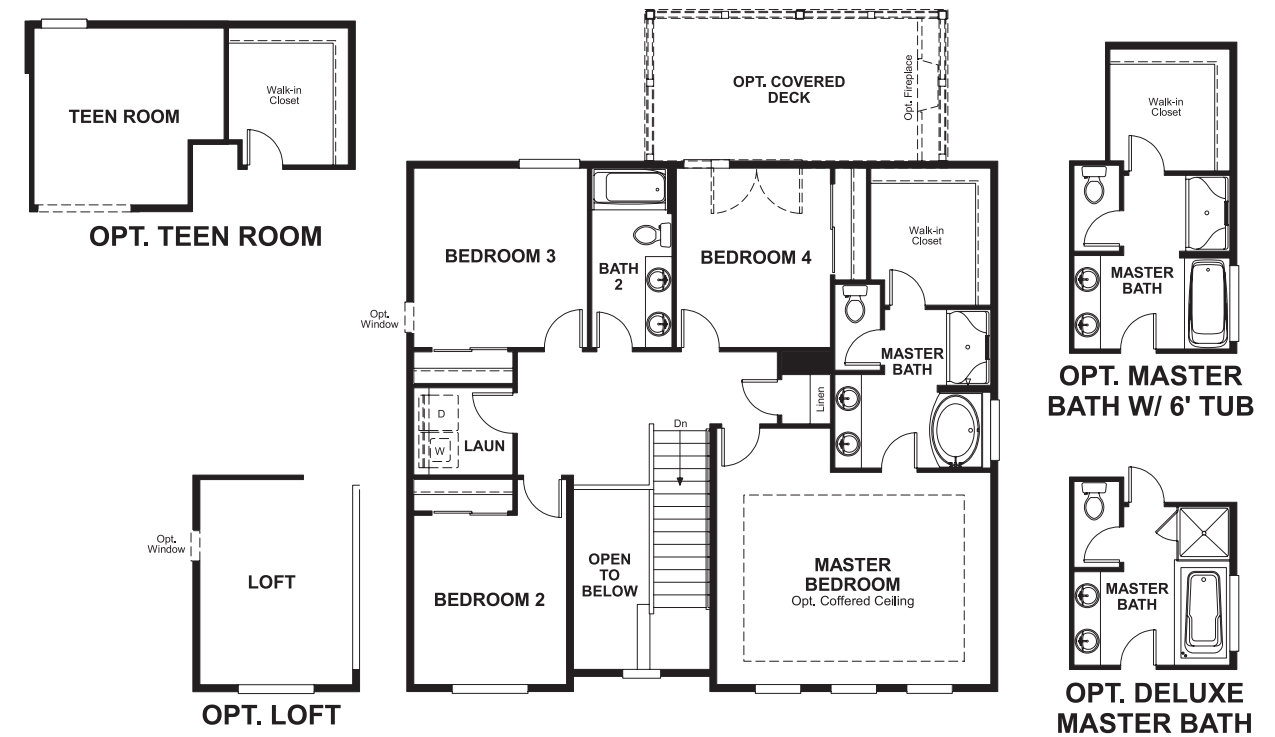 TEEN ROOM
Walk-in
Closet
OPT. TEEN ROOM
OPT. COVERED
DECK
Opt. Fireplace
BEDROOM 3
BATH
2
BEDROOM 4
Walk-in
Closet
Opt.
Window
MASTER
BATH
Linen
D
W
LAUN
Dn
BEDROOM 2
OPEN
TO
BELOW
MASTER
BEDROOM
Opt. Coffered Ceiling
Opt.
Window
LOFT
OPT. LOFT
Walk-in
Closet
MASTER
BATH
OPT. MASTER
BATH W/ 6' TUB
MASTER
BATH
OPT. DELUXE
MASTER BATH